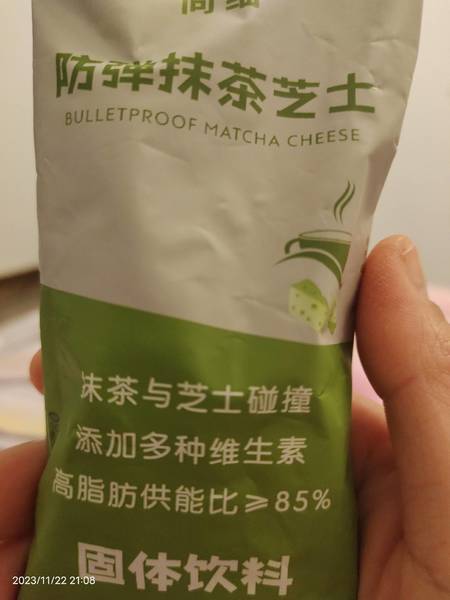 防弹抹茶芝士
BULLETPROOF MATCHA CHEESE
抹茶与芝士碰撞
添加多种维生素
高脂肪供能比≥85%
固体饮料
2023/11/22 21:08